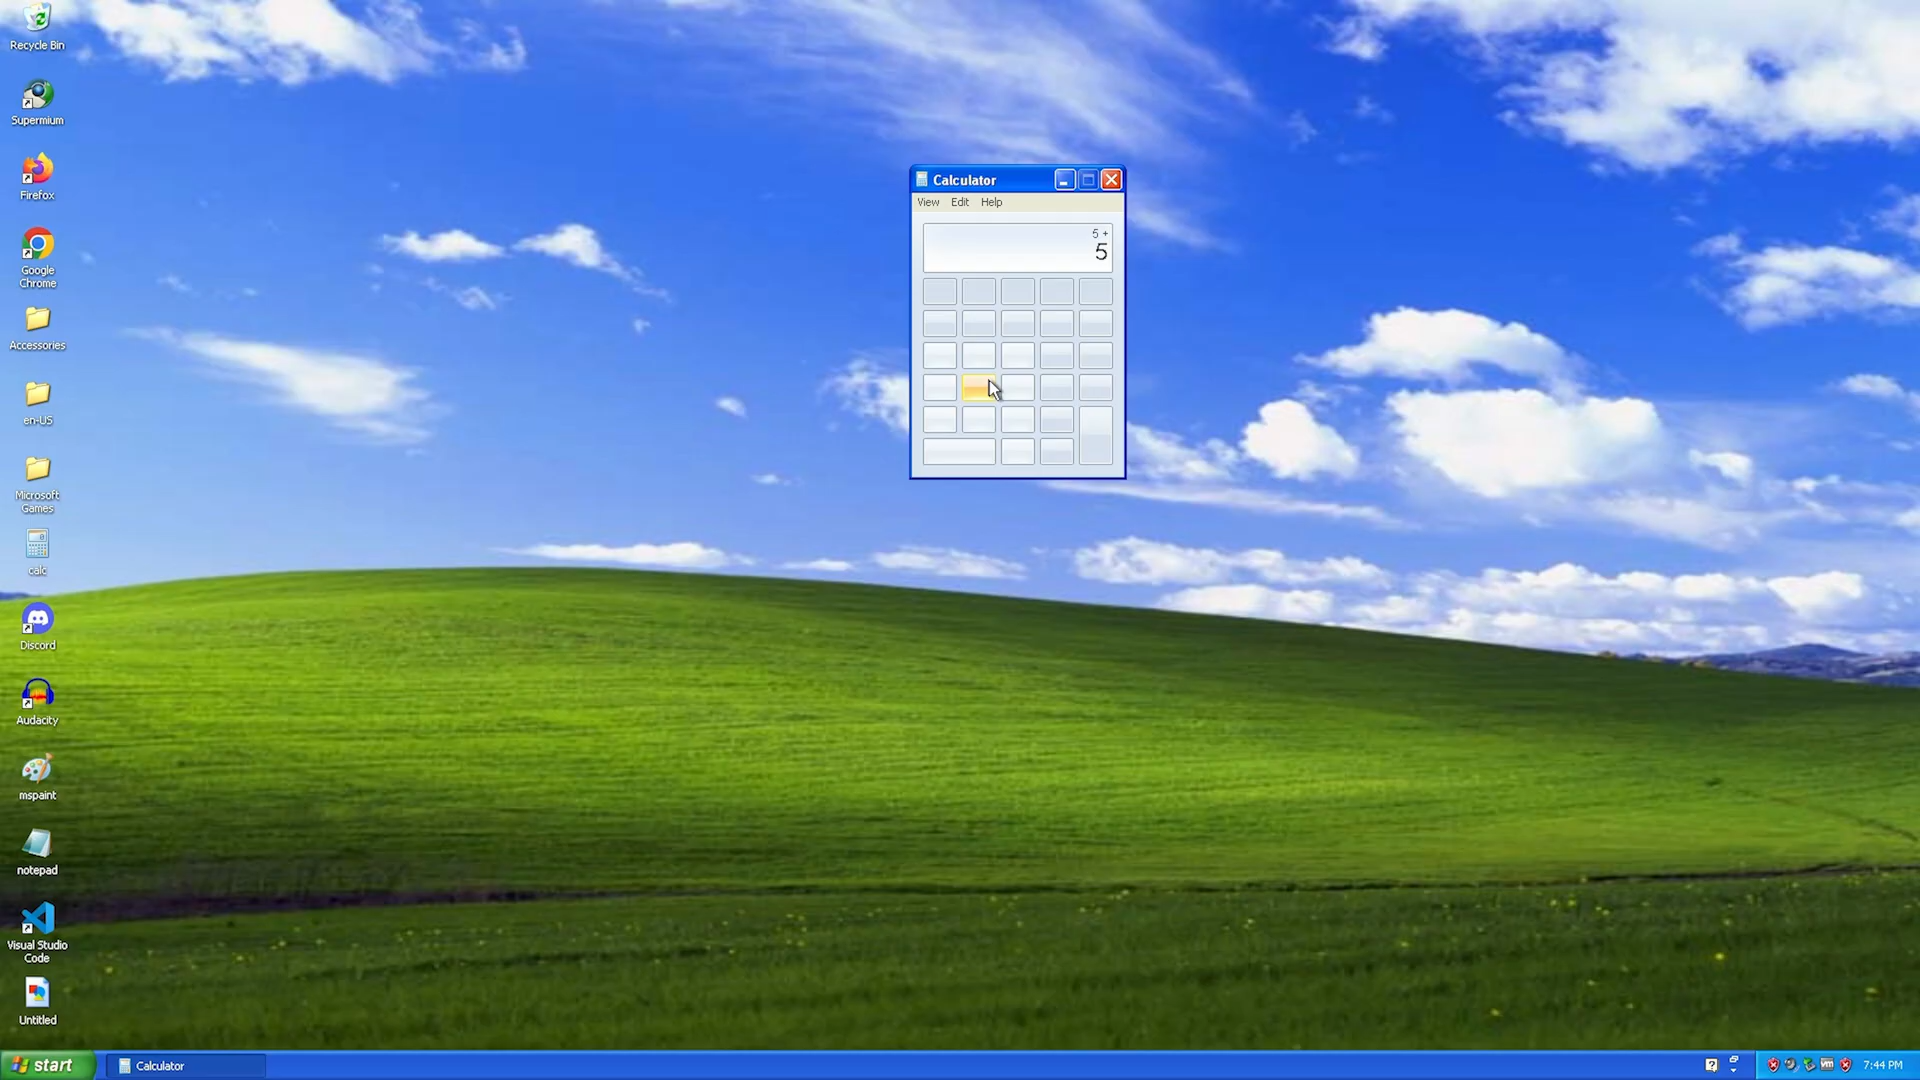 Recycle Bin
Supermium
Firefox
Google
Chrome
Accessories
en-US
Microsoft
Games
calc
Discord
Audacity
mspaint
notepad
Visual Studio
Code
Untitled
Calculator
View Edit Help
5 +
5
start
Calculator
7:44 PM